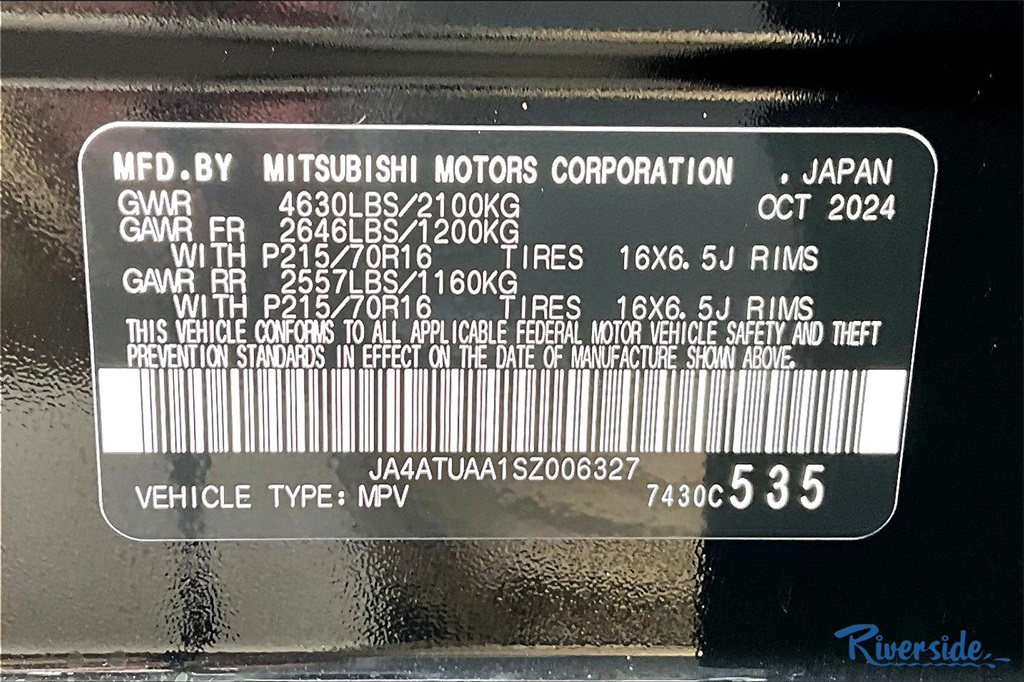 MFD.BY MITSUBISHI MOTORS CORPORATION . JAPAN
GVWR 4630LBS/2100KG OCT 2024
GAWR FR 2646LBS/1200KG
WITH P215/70R16 TIRES 16X6.5J RIMS
GAWR RR 2557LBS/1160KG
WITH P215/70R16 TIRES 16X6.5J RIMS
THIS VEHICLE CONFORMS TO ALL APPLICABLE FEDERAL MOTOR VEHICLE SAFETY AND THEFT
PREVENTION STANDARDS IN EFFECT ON THE DATE OF MANUFACTURE SHOWN ABOVE.
JA4ATUAA1SZ006327
VEHICLE TYPE: MPV 7430C 535
Riverside